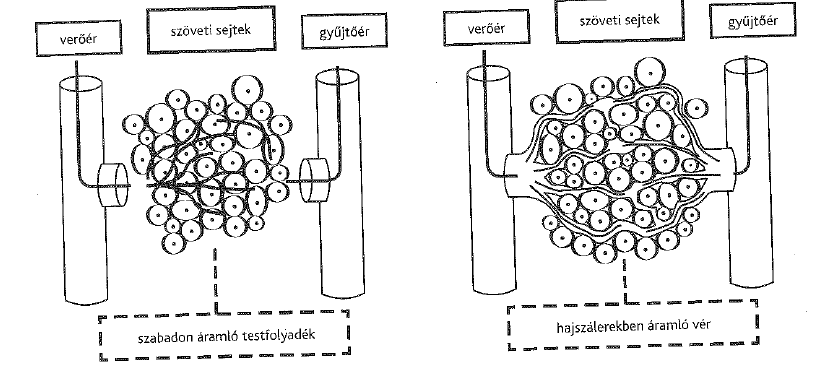 verőér
szöveti sejtek
gyűjtőér
szabadon áramló testfolyadék
verőér
szöveti sejtek
gyűjtőér
hajszálerekben áramló vér